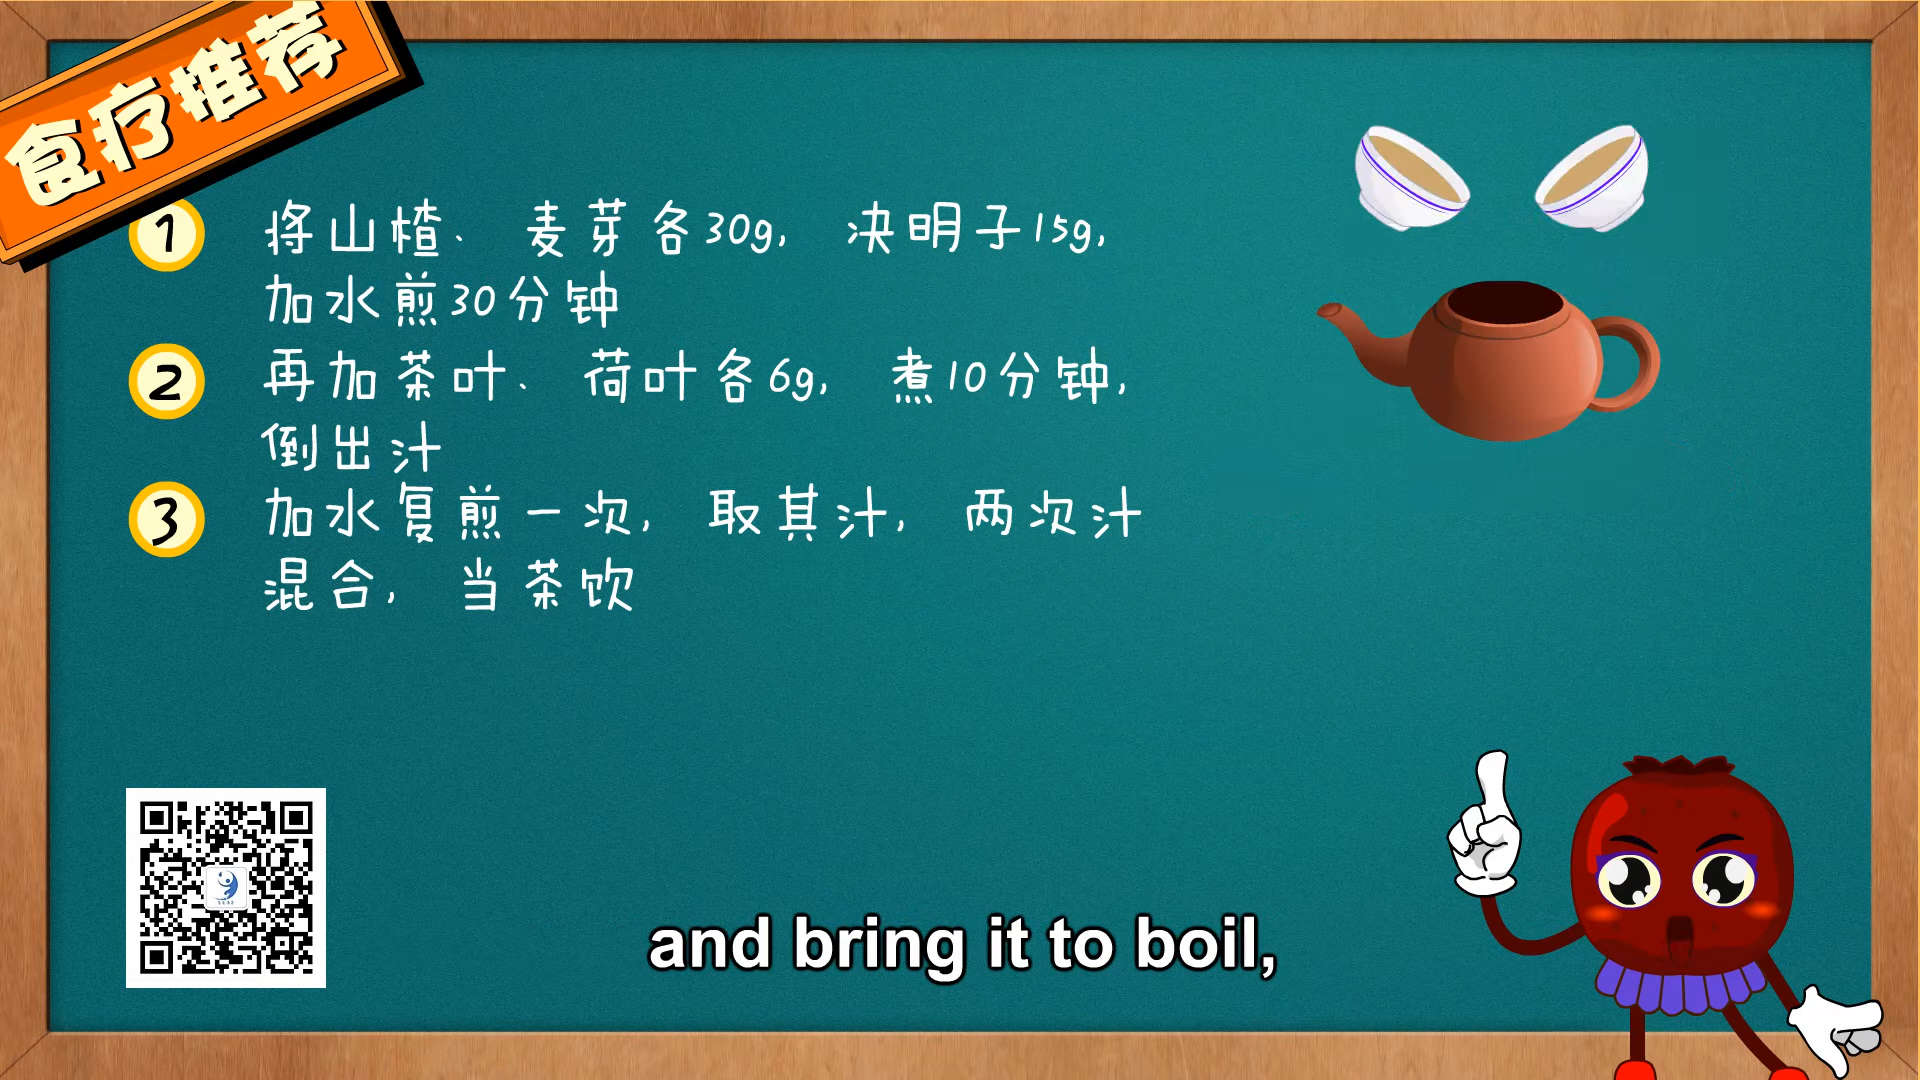 食疗推荐
1 将山楂、麦芽各30g, 决明子15g,
加水煎30分钟
2 再加茶叶、荷叶各6g, 煮10分钟,
倒出汁
3 加水复煎一次, 取其汁, 两次汁
混合, 当茶饮
and bring it to boil,